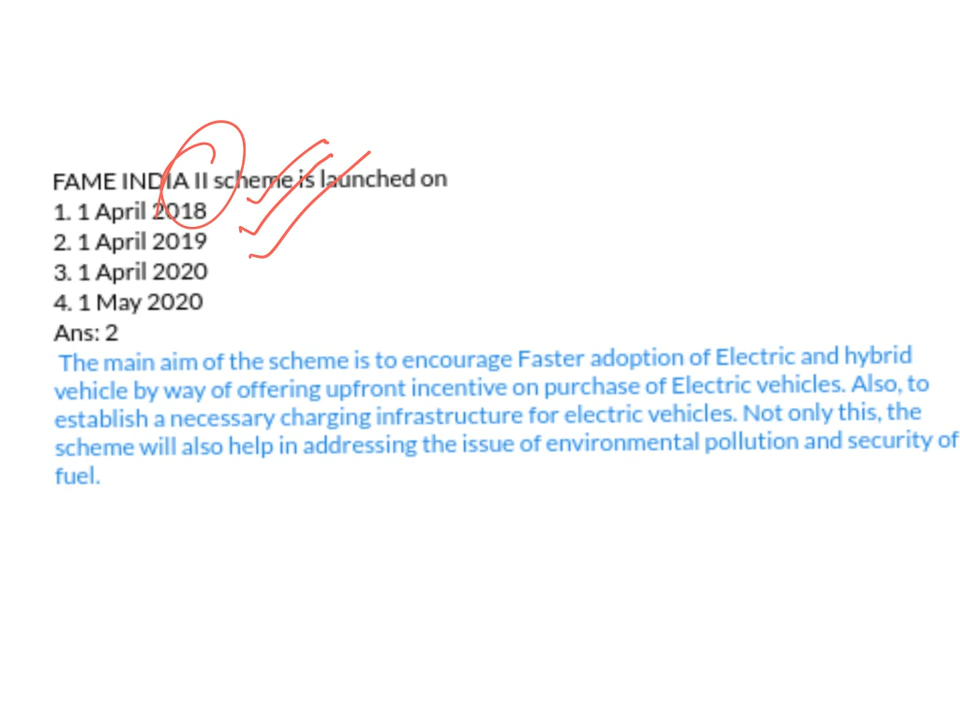 FAME INDIA II scheme is launched on
1. 1 April 2018
2. 1 April 2019
3. 1 April 2020
4. 1 May 2020
Ans: 2
The main aim of the scheme is to encourage Faster adoption of Electric and hybrid
vehicle by way of offering upfront incentive on purchase of Electric vehicles. Also, to
establish a necessary charging infrastructure for electric vehicles. Not only this, the
scheme will also help in addressing the issue of environmental pollution and security of
fuel.